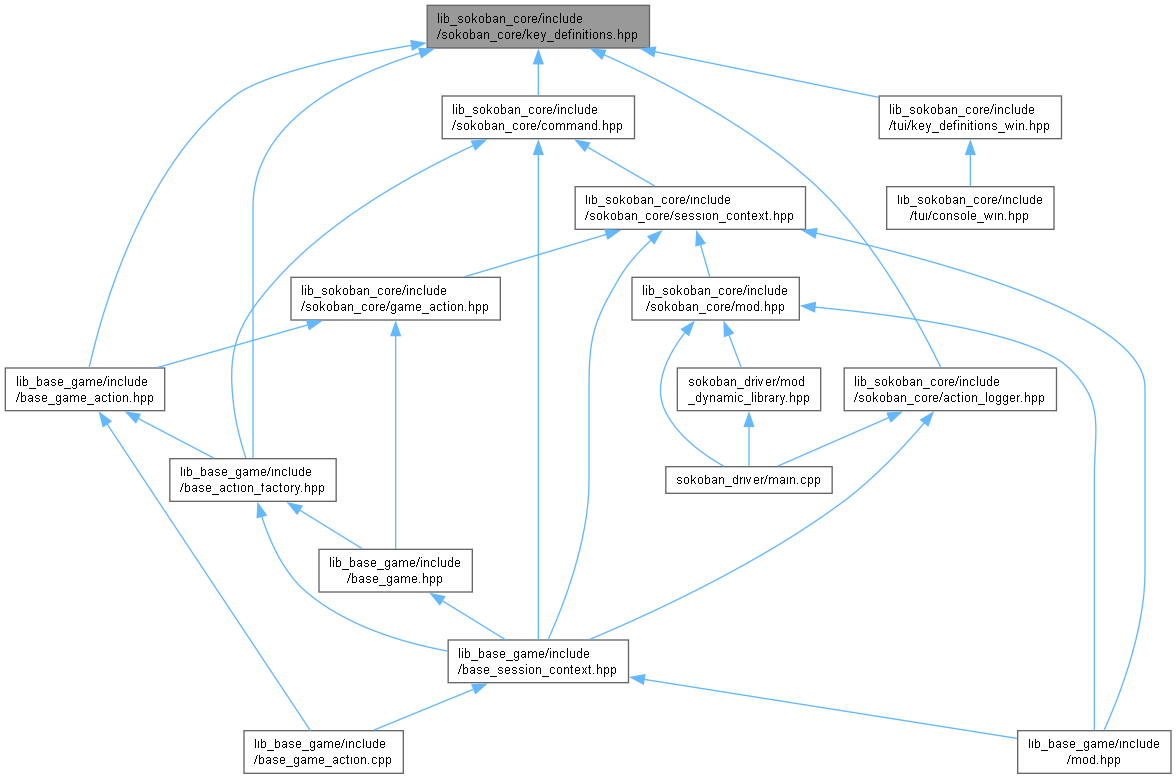 lib_sokoban_core/include
/sokoban_core/key_definitions.hpp
lib_sokoban_core/include
/sokoban_core/command.hpp
lib_sokoban_core/include
/tui/key_definitions_win.hpp
lib_sokoban_core/include
/sokoban_core/session_context.hpp
lib_sokoban_core/include
/tui/console_win.hpp
lib_sokoban_core/include
/sokoban_core/game_action.hpp
lib_sokoban_core/include
/sokoban_core/mod.hpp
lib_base_game/include
/base_game_action.hpp
sokoban_driver/mod
_dynamic_library.hpp
lib_sokoban_core/include
/sokoban_core/action_logger.hpp
lib_base_game/include
/base_action_factory.hpp
sokoban_driver/main.cpp
lib_base_game/include
/base_game.hpp
lib_base_game/include
/base_session_context.hpp
lib_base_game/include
/base_game_action.cpp
lib_base_game/include
/mod.hpp